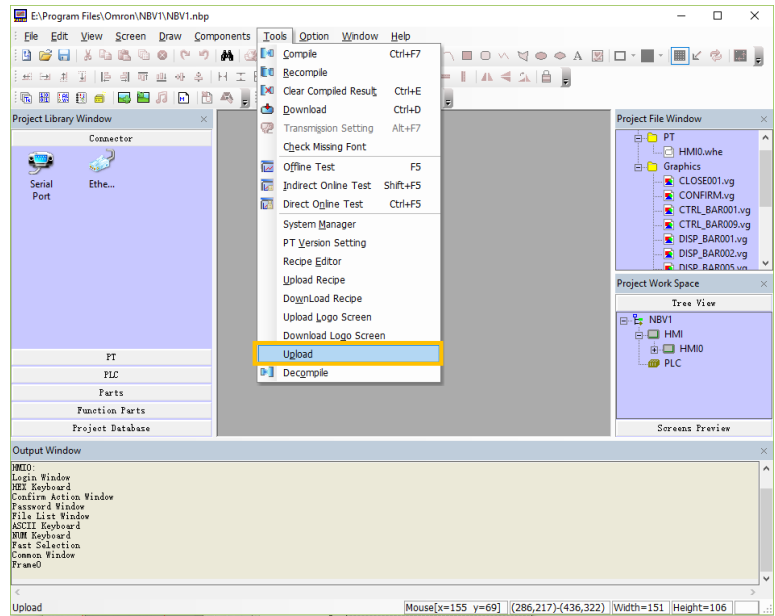 E:\Program Files\Omron\NBV1\NBV1.nbp
File Edit View Screen Draw Components Tools Option Window Help
Compile Ctrl+F7
Recompile
Clear Compiled Result Ctrl+E
Download Ctrl+D
Transmission Setting Alt+F7
Check Missing Font
Offline Test F5
Indirect Online Test Shift+F5
Direct Online Test Ctrl+F5
System Manager
PT Version Setting
Recipe Editor
Upload Recipe
DownLoad Recipe
Upload Logo Screen
Download Logo Screen
Upload
Decompile
Project Library Window
Connector
Serial Port
Ethe...
PT
PLC
Parts
Function Parts
Project Database
Project File Window
PT
HMI0.whe
Graphics
CLOSE001.vg
CONFIRM.vg
CTRL_BAR001.vg
CTRL_BAR009.vg
DISP_BAR001.vg
DISP_BAR002.vg
DISP_BAR005.vg
Project Work Space
Tree View
NBV1
HMI
HMI0
PLC
Screens Preview
Output Window
HMI0:
Login Window
HEX Keyboard
Confirm Action Window
Password Window
File List Window
ASCII Keyboard
NUM Keyboard
Fast Selection
Common Window
Frame0
Upload
Mouse[x=155 y=69] (286,217)-(436,322) Width=151 Height=106